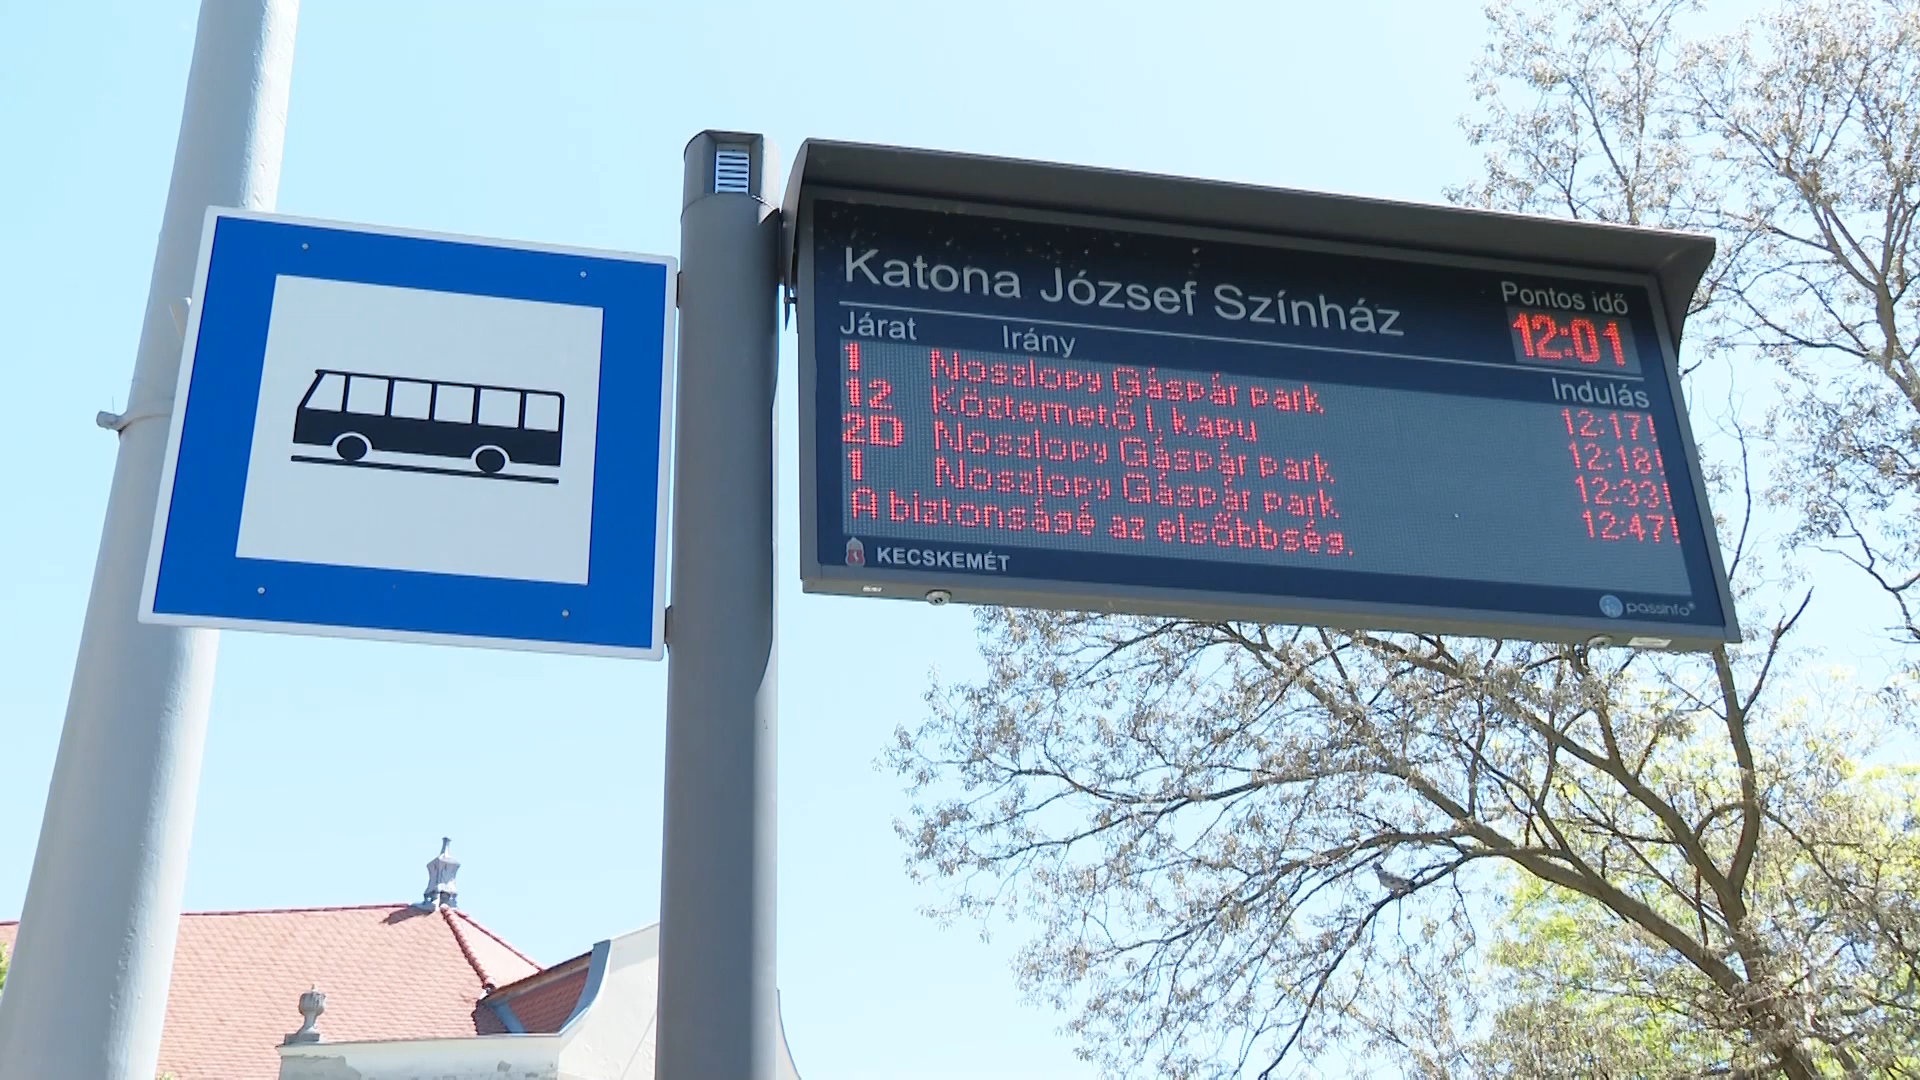 Katona József Színház
Pontos idő
12:01
Járat Irány Indulás
1 Noszlopy Gáspár park 12:17!
12 Köztemető I. kapu 12:18!
2D Noszlopy Gáspár park 12:33!
1 Noszlopy Gáspár park 12:47!
A biztonságé az elsőbbség.
KECSKEMÉT
passinfo